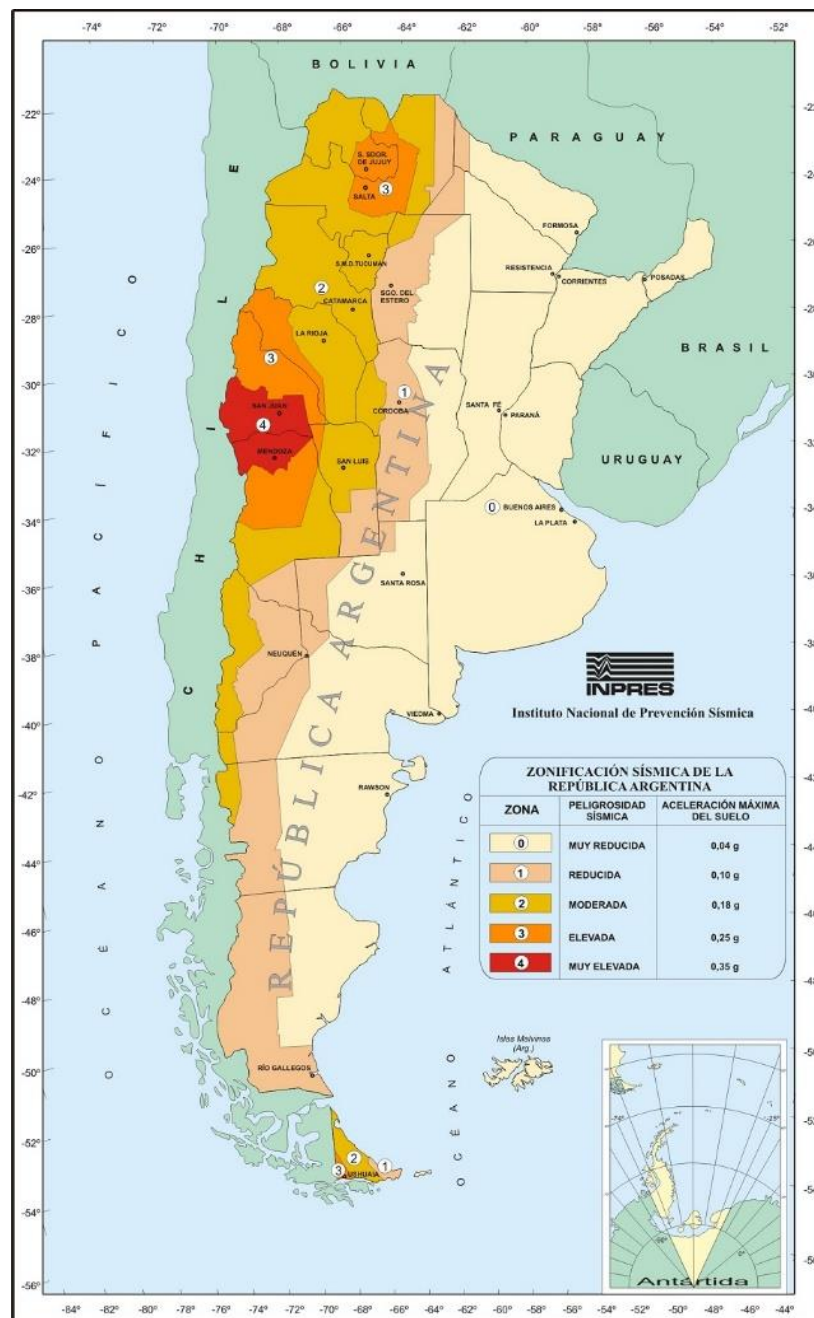 -74° -72° -70° -68° -66° -64° -62° -60° -58° -56° -54° -52°
BOLIVIA
PARAGUAY
BRASIL
URUGUAY
CHILE
OCÉANO PACÍFICO
OCÉANO ATLÁNTICO
REPÚBLICA ARGENTINA
-22°
-24°
-26°
-28°
-30°
-32°
-34°
-36°
-38°
-40°
-42°
-44°
-46°
-48°
-50°
-52°
-54°
-56°
S. SDOR.
DE JUJUY
SALTA
3
FORMOSA
S.M.D.TUCUMAN
RESISTENCIA
CORRIENTES
POSADAS
2
SGO. DEL
ESTERO
CATAMARCA
LA RIOJA
3
1
CÓRDOBA
SANTA FÉ
PARANÁ
SAN JUAN
4
MENDOZA
SAN LUIS
0
BUENOS AIRES
LA PLATA
SANTA ROSA
NEUQUÉN
VIEDMA
RAWSON
RÍO GALLEGOS
Islas Malvinas
(Arg.)
2
3
1
USHUAIA
INPRES
Instituto Nacional de Prevención Sísmica
ZONIFICACIÓN SÍSMICA DE LA
REPÚBLICA ARGENTINA
ZONA PELIGROSIDAD SÍSMICA ACELERACIÓN MÁXIMA DEL SUELO
0 MUY REDUCIDA 0,04 g
1 REDUCIDA 0,10 g
2 MODERADA 0,18 g
3 ELEVADA 0,25 g
4 MUY ELEVADA 0,35 g
Antártida
-84° -82° -80° -78° -76° -74° -72° -70° -68° -66° -64° -62° -60° -58° -56° -54° -52° -50° -48° -46° -44°